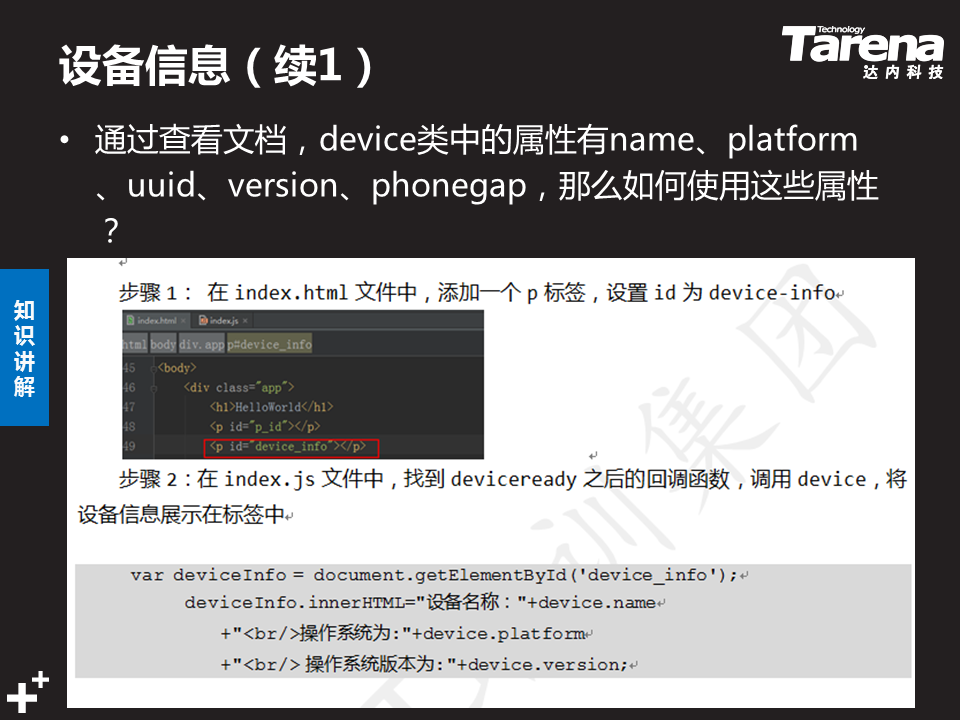 设备信息（续1）
Technology
Tarena
达内科技
• 通过查看文档，device类中的属性有name、platform
、uuid、version、phonegap，那么如何使用这些属性
？
知识讲解
步骤 1： 在 index.html 文件中，添加一个 p 标签，设置 id 为 device-info
index.html × index.js ×
html body div.app p#device_info
45 <body>
46 <div class="app">
47 <h1>HelloWorld</h1>
48 <p id="p_id"></p>
49 <p id="device_info"></p>
步骤 2：在 index.js 文件中，找到 deviceready 之后的回调函数，调用 device，将
设备信息展示在标签中
var deviceInfo = document.getElementById('device_info');
deviceInfo.innerHTML="设备名称："+device.name
+"<br/>操作系统为:"+device.platform
+"<br/> 操作系统版本为:"+device.version;
训集团